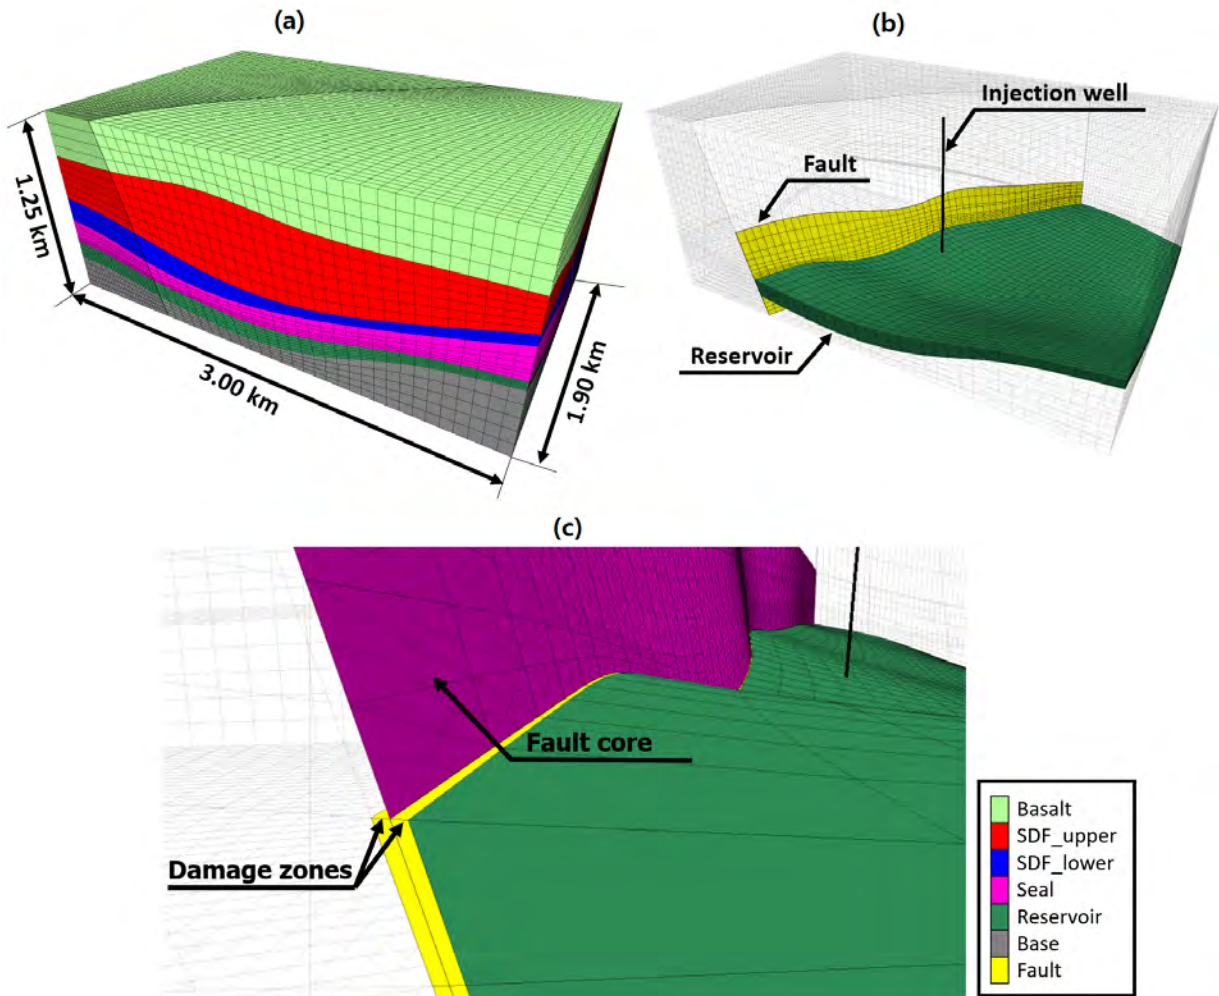 (a)
1.25 km
3.00 km
1.90 km
(b)
Injection well
Fault
Reservoir
(c)
Fault core
Damage zones
Basalt
SDF_upper
SDF_lower
Seal
Reservoir
Base
Fault